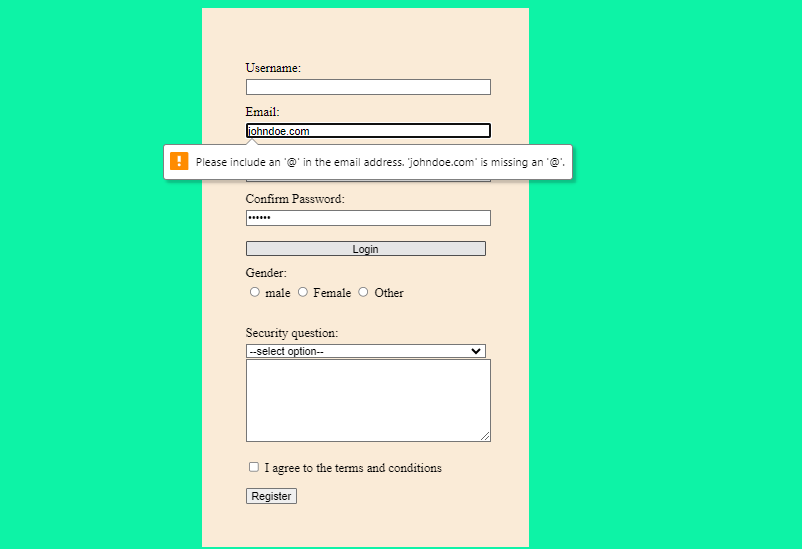 Username:
Email:
johndoe.com
Please include an '@' in the email address. 'johndoe.com' is missing an '@'.
Confirm Password:
••••••
Login
Gender:
male Female Other
Security question:
--select option--
I agree to the terms and conditions
Register